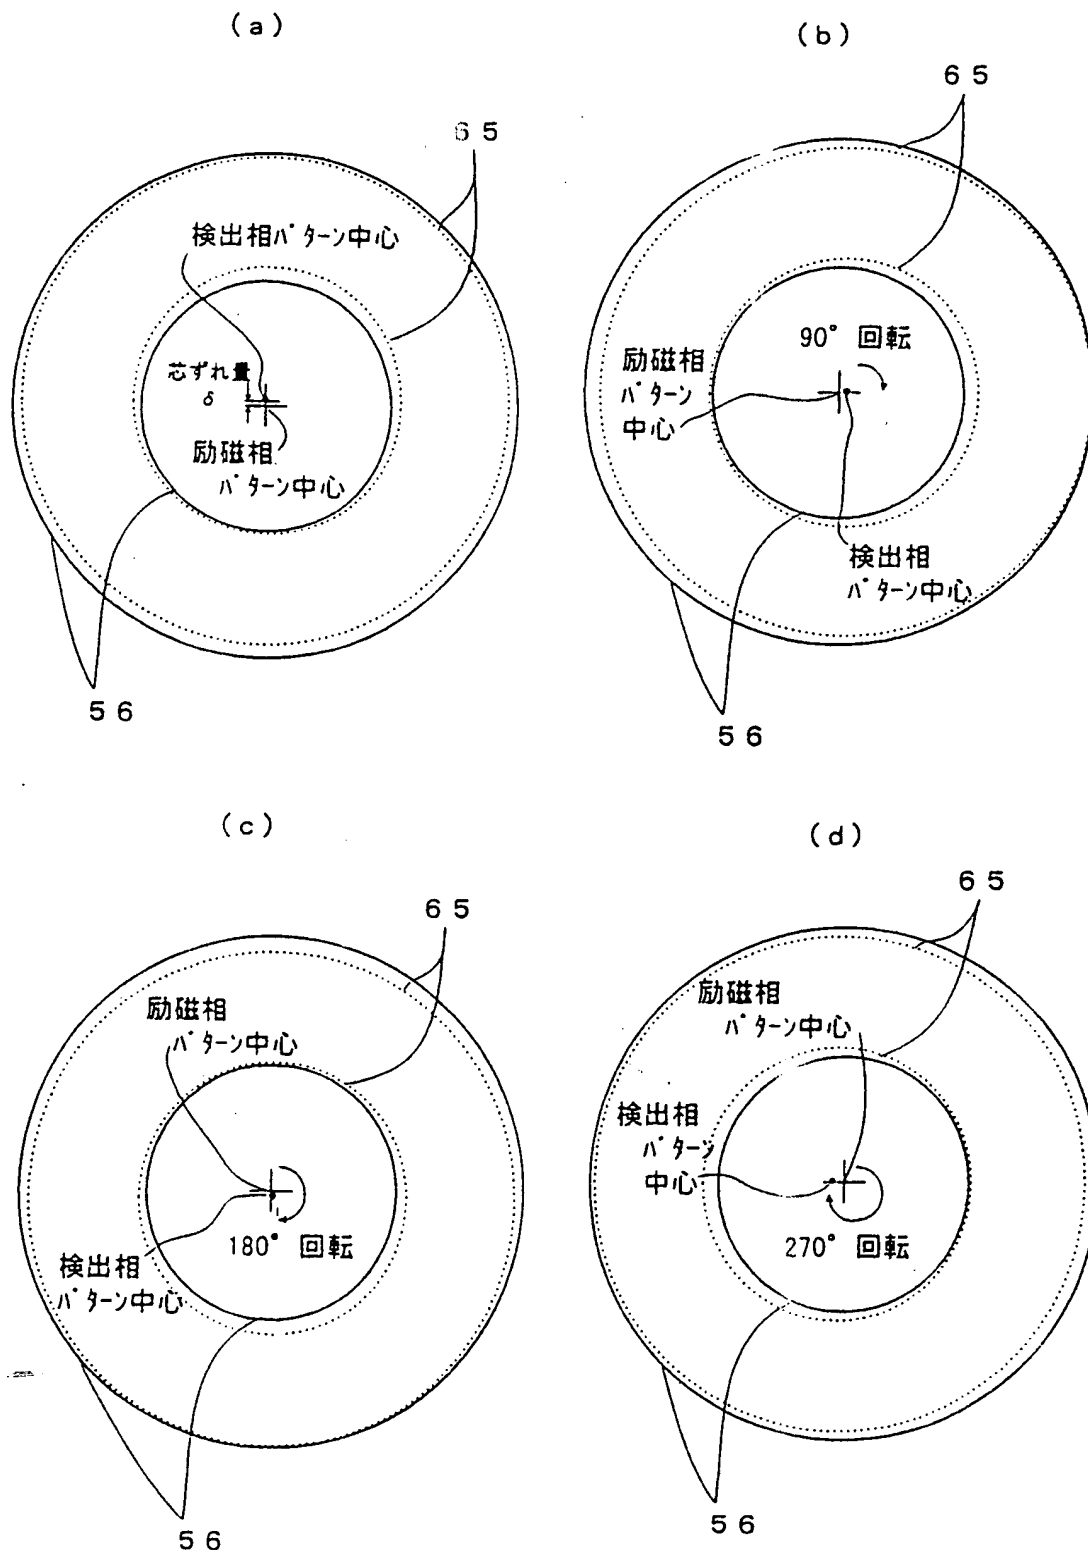 (a)
65
検出相パターン中心
芯ずれ量
δ
励磁相
パターン中心
56
(b)
65
90° 回転
励磁相
パターン
中心
検出相
パターン中心
56
(c)
65
励磁相
パターン中心
180° 回転
検出相
パターン中心
56
(d)
65
励磁相
パターン中心
検出相
パターン
中心
270° 回転
56